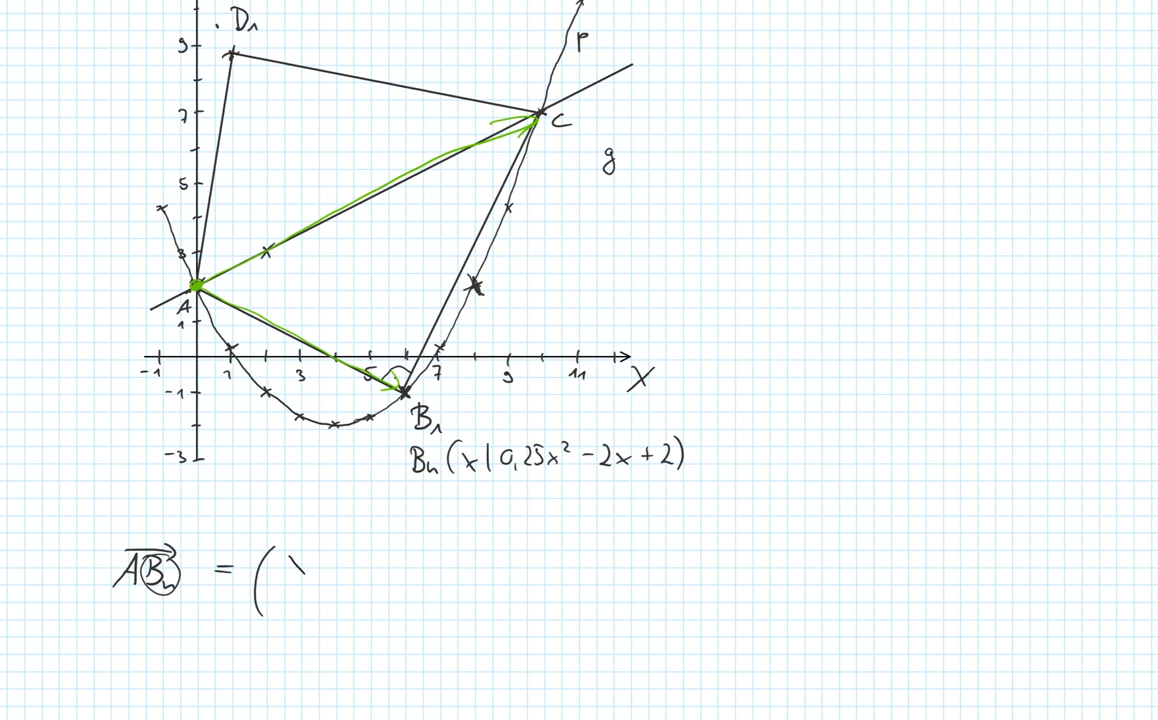 . D₁
9
p
7
C
g
5
3
A
1
-1 1 3 5 7 9 11
X
-1
B₁
Bₙ(x|0,25x² - 2x + 2)
-3
ABₙ = (